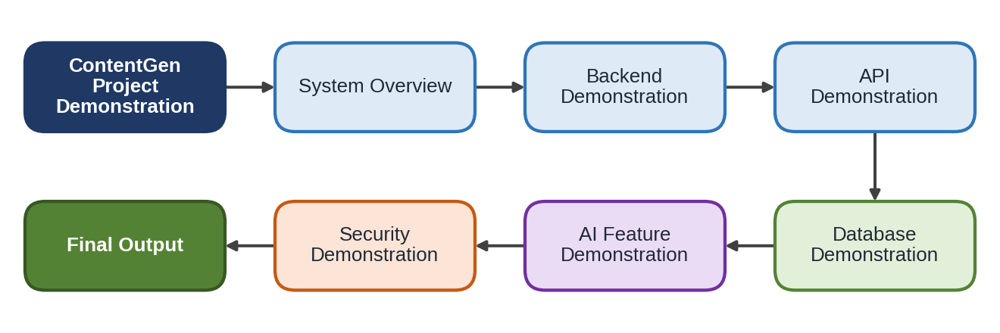 ContentGen
Project
Demonstration
System Overview
Backend
Demonstration
API
Demonstration
Database
Demonstration
AI Feature
Demonstration
Security
Demonstration
Final Output